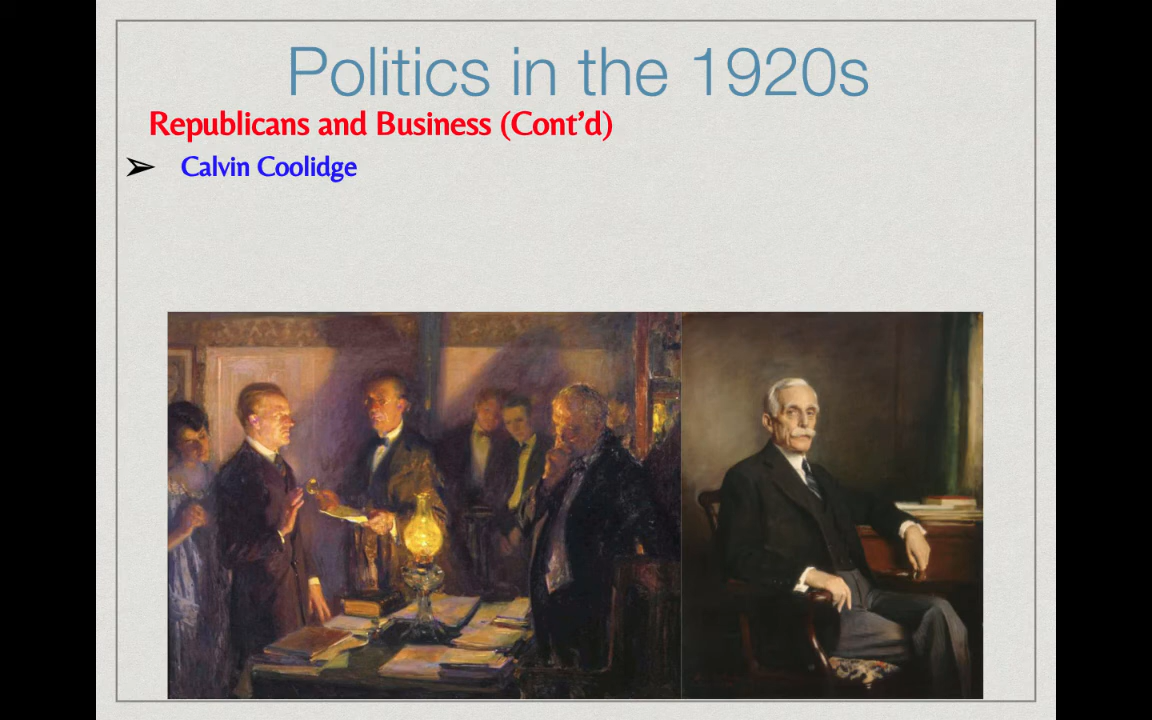 Politics in the 1920s
Republicans and Business (Cont’d)
➢ Calvin Coolidge